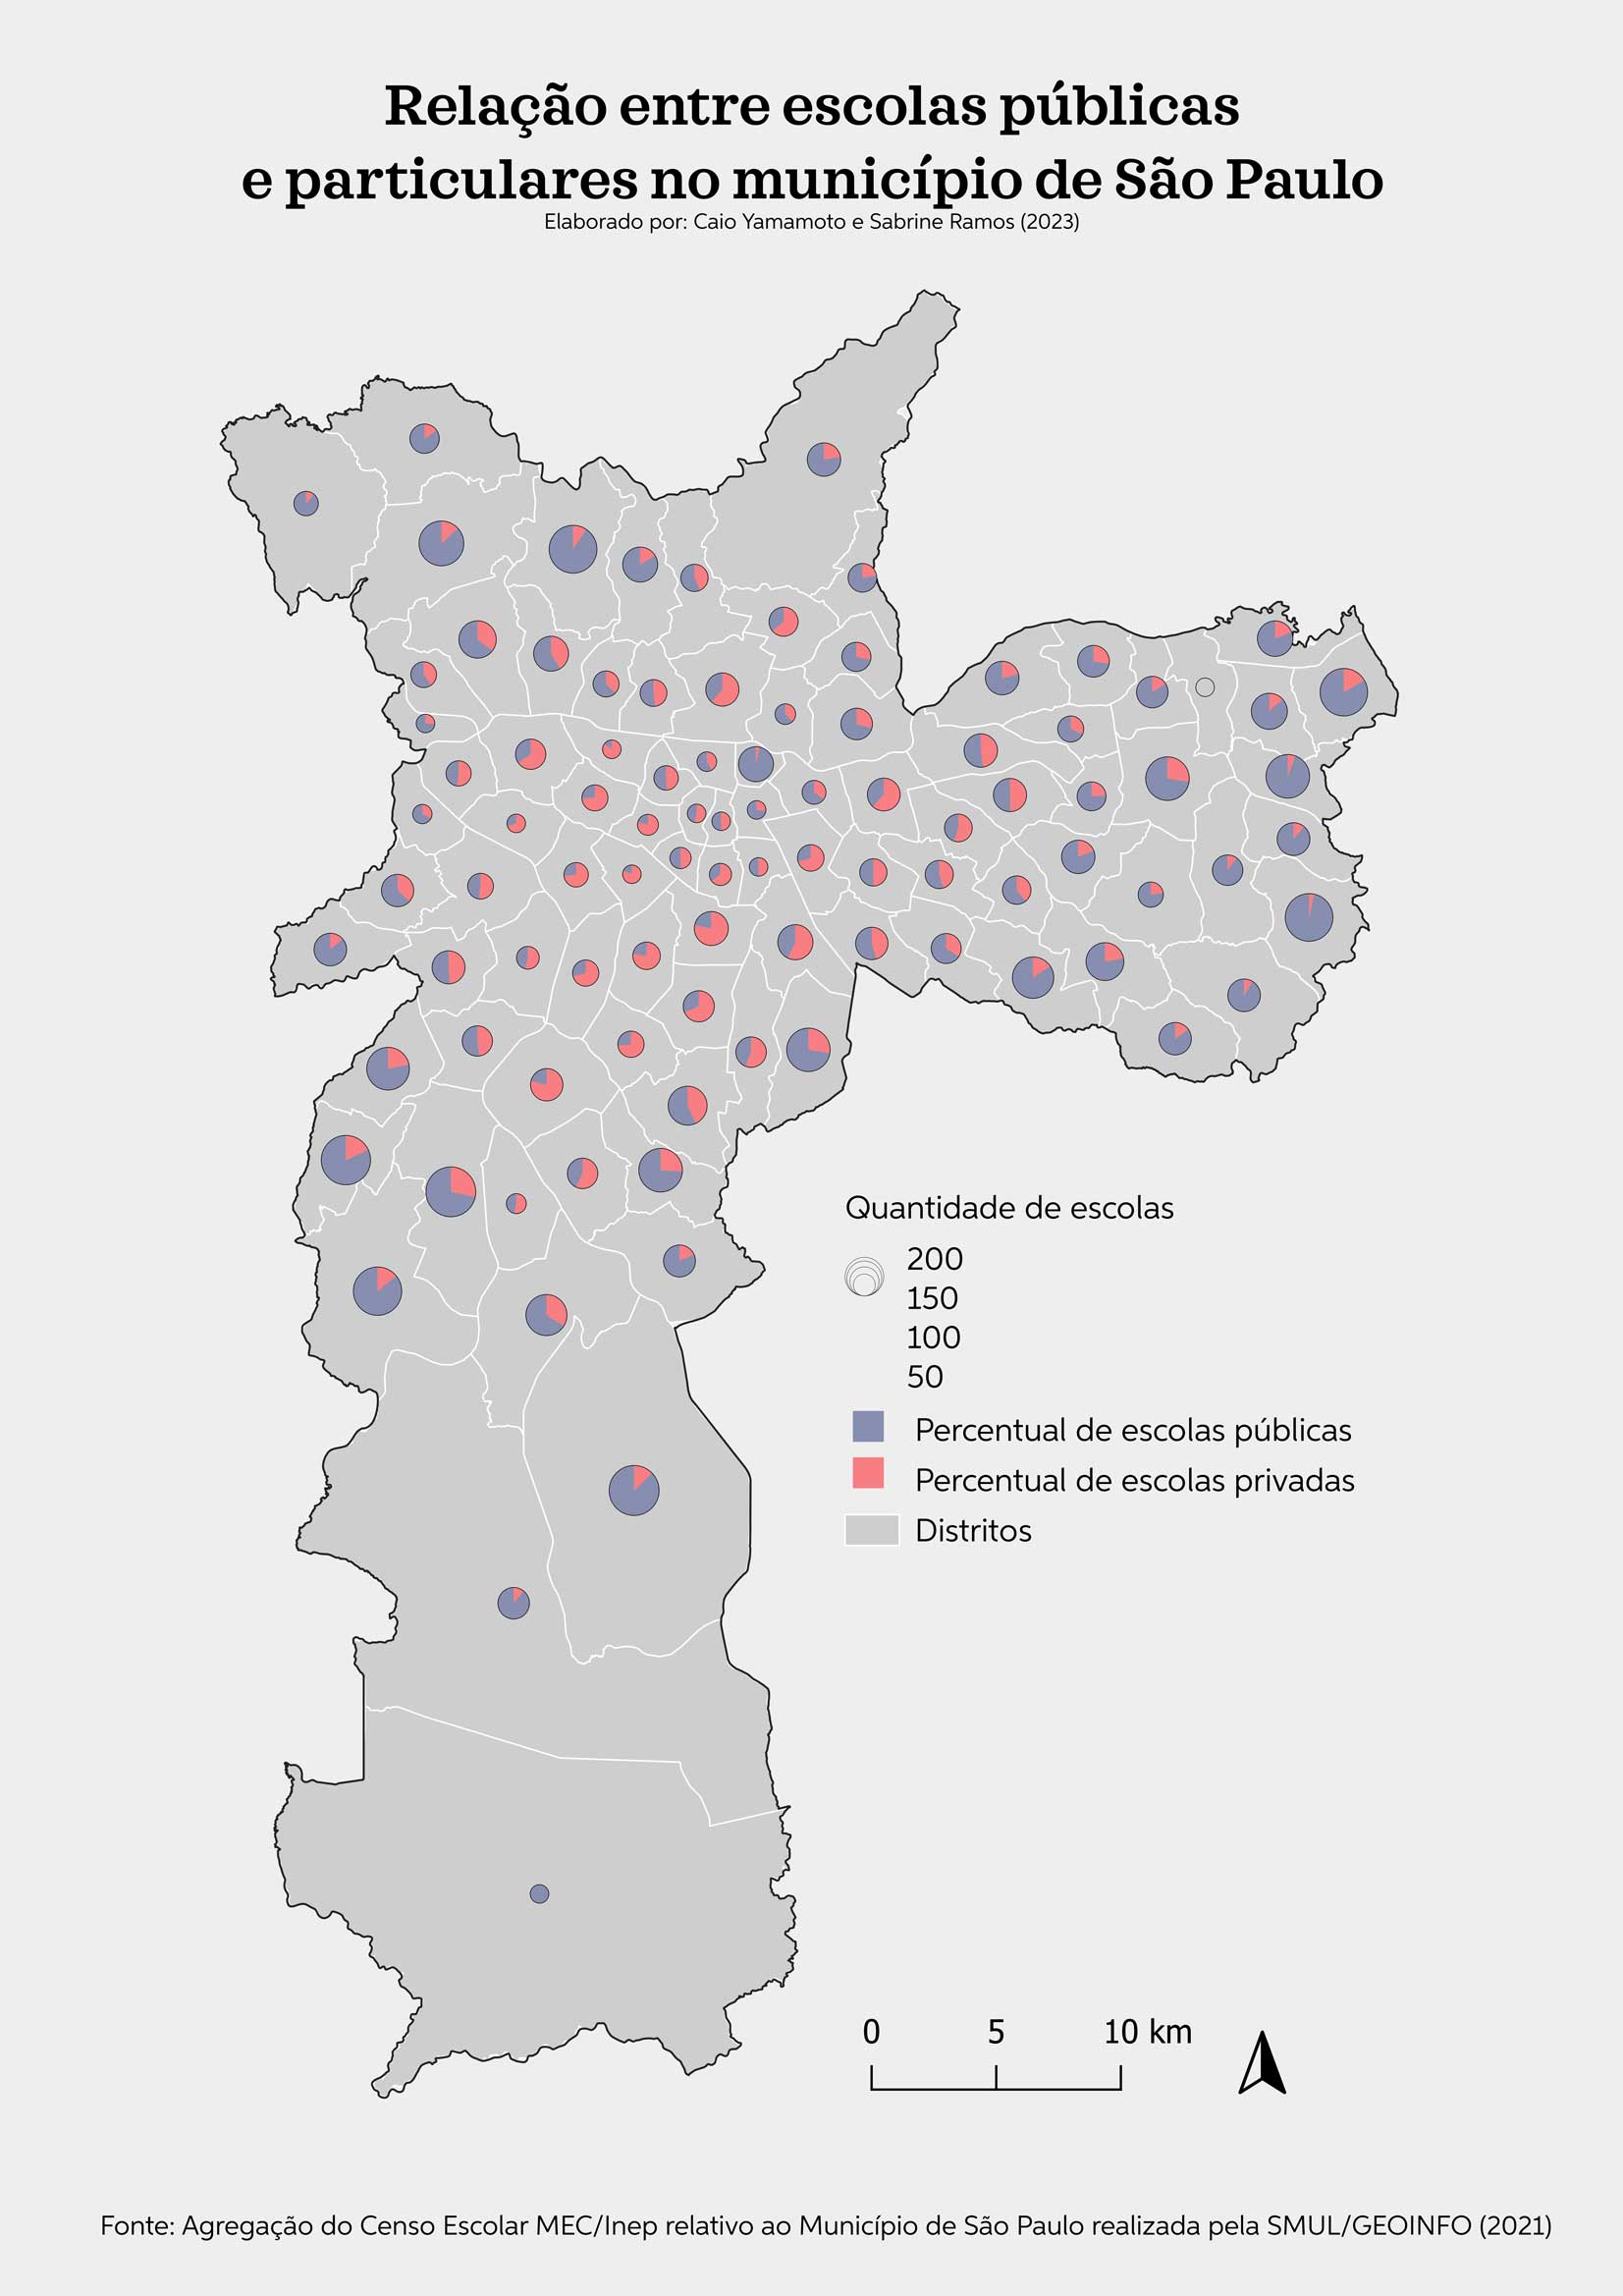 Relação entre escolas públicas
e particulares no município de São Paulo
Elaborado por: Caio Yamamoto e Sabrine Ramos (2023)
Quantidade de escolas
200
150
100
50
Percentual de escolas públicas
Percentual de escolas privadas
Distritos
0 5 10 km
Fonte: Agregação do Censo Escolar MEC/Inep relativo ao Município de São Paulo realizada pela SMUL/GEOINFO (2021)